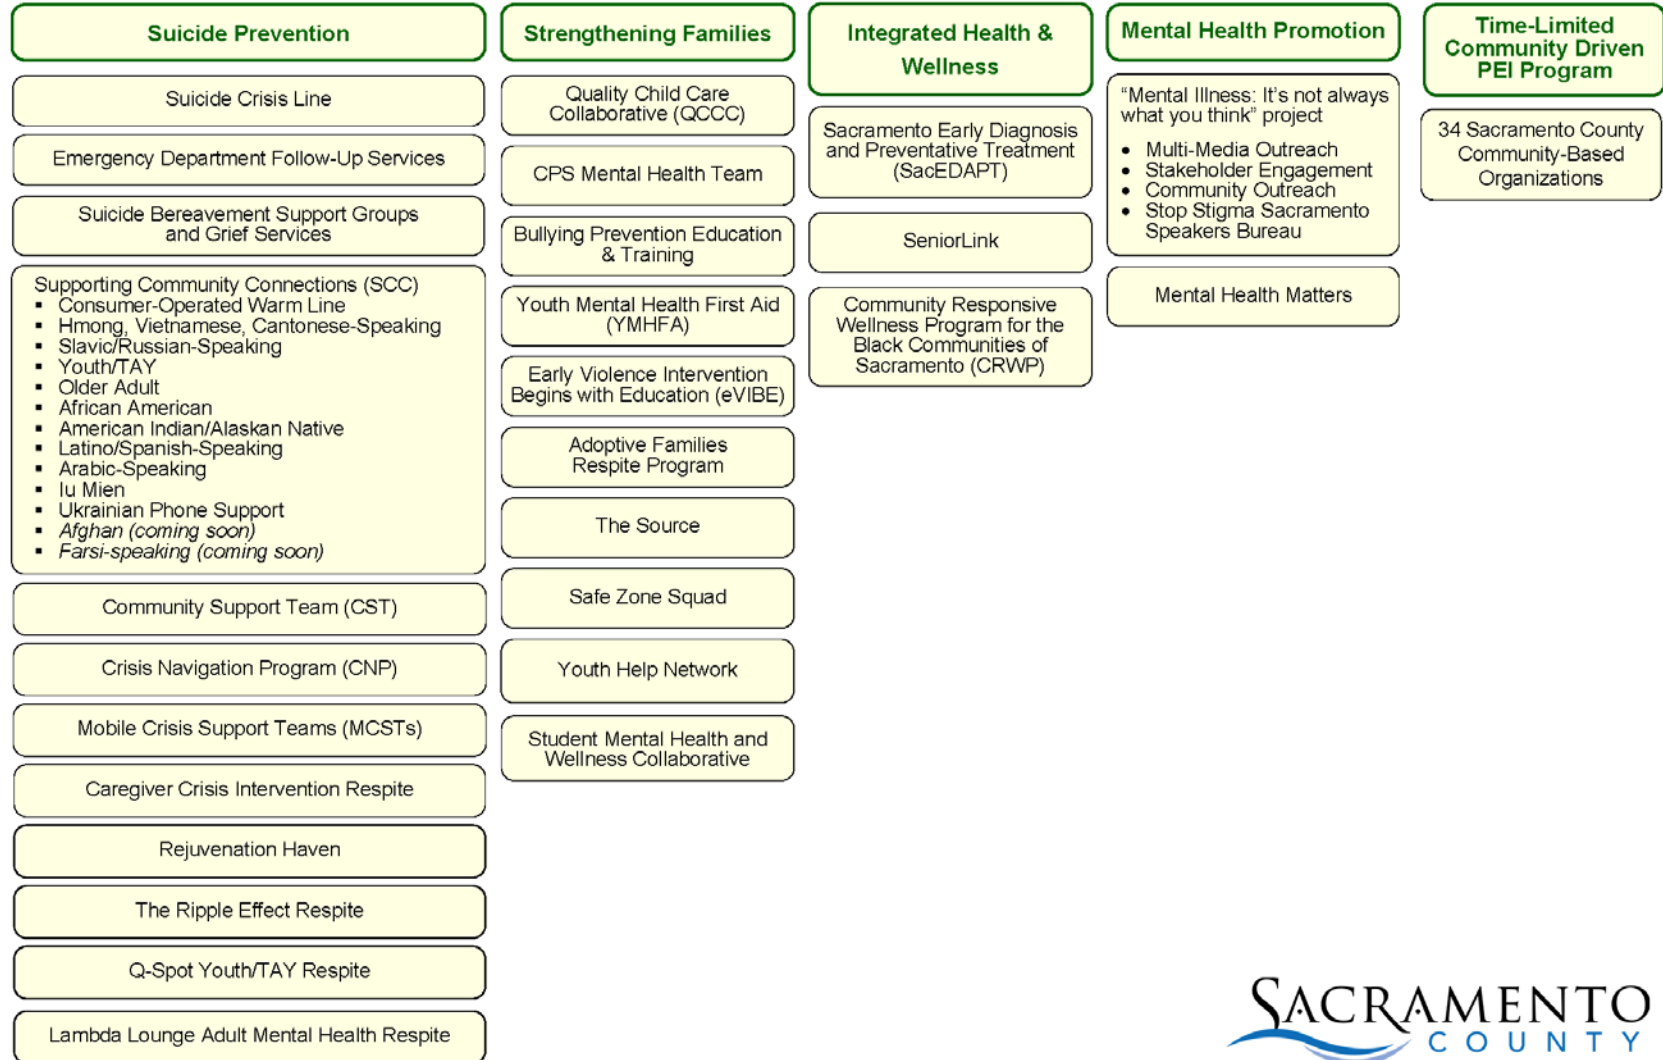 Suicide Prevention
Suicide Crisis Line
Emergency Department Follow-Up Services
Suicide Bereavement Support Groups
and Grief Services
Supporting Community Connections (SCC)
▪ Consumer-Operated Warm Line
▪ Hmong, Vietnamese, Cantonese-Speaking
▪ Slavic/Russian-Speaking
▪ Youth/TAY
▪ Older Adult
▪ African American
▪ American Indian/Alaskan Native
▪ Latino/Spanish-Speaking
▪ Arabic-Speaking
▪ Iu Mien
▪ Ukrainian Phone Support
▪ Afghan (coming soon)
▪ Farsi-speaking (coming soon)
Community Support Team (CST)
Crisis Navigation Program (CNP)
Mobile Crisis Support Teams (MCSTs)
Caregiver Crisis Intervention Respite
Rejuvenation Haven
The Ripple Effect Respite
Q-Spot Youth/TAY Respite
Lambda Lounge Adult Mental Health Respite
Strengthening Families
Quality Child Care
Collaborative (QCCC)
CPS Mental Health Team
Bullying Prevention Education
& Training
Youth Mental Health First Aid
(YMHFA)
Early Violence Intervention
Begins with Education (eVIBE)
Adoptive Families
Respite Program
The Source
Safe Zone Squad
Youth Help Network
Student Mental Health and
Wellness Collaborative
Integrated Health &
Wellness
Sacramento Early Diagnosis
and Preventative Treatment
(SacEDAPT)
SeniorLink
Community Responsive
Wellness Program for the
Black Communities of
Sacramento (CRWP)
Mental Health Promotion
“Mental Illness: It’s not always
what you think” project
• Multi-Media Outreach
• Stakeholder Engagement
• Community Outreach
• Stop Stigma Sacramento
Speakers Bureau
Mental Health Matters
Time-Limited
Community Driven
PEI Program
34 Sacramento County
Community-Based
Organizations
SACRAMENTO
COUNTY